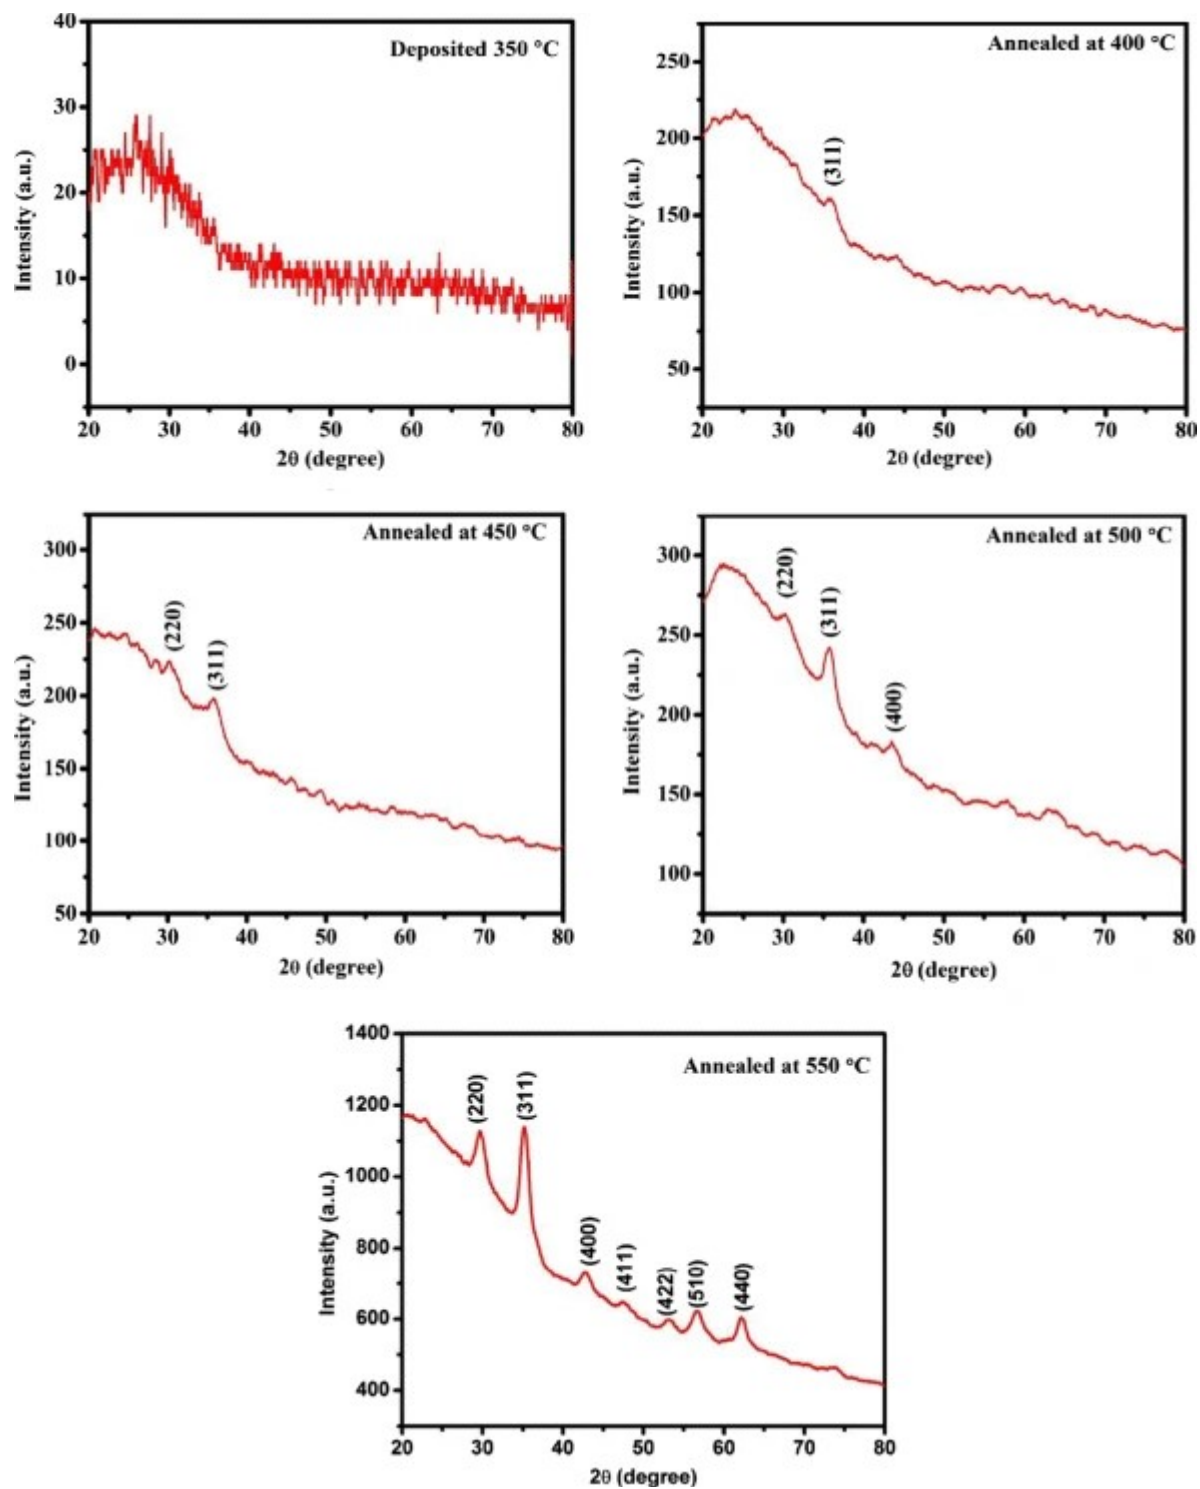 Deposited 350 °C
Intensity (a.u.)
40
30
20
10
0
20 30 40 50 60 70 80
2θ (degree)
Annealed at 400 °C
Intensity (a.u.)
250
200
150
100
50
(311)
20 30 40 50 60 70 80
2θ (degree)
Annealed at 450 °C
Intensity (a.u.)
300
250
200
150
100
50
(220)
(311)
20 30 40 50 60 70 80
2θ (degree)
Annealed at 500 °C
Intensity (a.u.)
300
250
200
150
100
(220)
(311)
(400)
20 30 40 50 60 70 80
2θ (degree)
Annealed at 550 °C
Intensity (a.u.)
1400
1200
1000
800
600
400
(220)
(311)
(400)
(411)
(422)
(510)
(440)
20 30 40 50 60 70 80
2θ (degree)